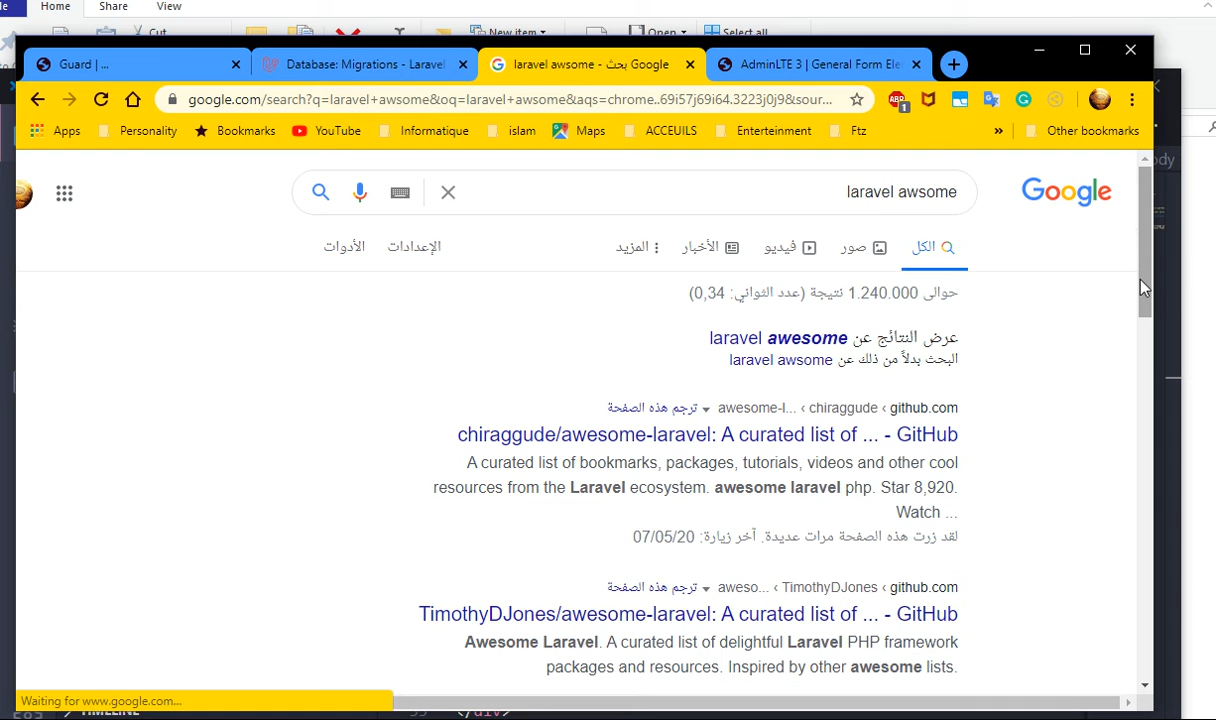 Home Share View
Cut New item Open Select all
Guard | ...
Database: Migrations - Laravel
laravel awsome - بحث Google
AdminLTE 3 | General Form Ele
google.com/search?q=laravel+awsome&oq=laravel+awsome&aqs=chrome..69i57j69i64.3223j0j9&sour...
ABP 1
Apps Personality Bookmarks YouTube Informatique islam Maps ACCEUILS Enterteinment Ftz » Other bookmarks
laravel awsome
Google
الكل صور فيديو الأخبار المزيد الإعدادات الأدوات
حوالى 1.240.000 نتيجة (عدد الثواني: 0,34)
عرض النتائج عن laravel awesome
البحث بدلاً من ذلك عن laravel awsome
github.com › chiraggude › awesome-l... ترجم هذه الصفحة
chiraggude/awesome-laravel: A curated list of ... - GitHub
A curated list of bookmarks, packages, tutorials, videos and other cool
resources from the Laravel ecosystem. awesome laravel php. Star 8,920.
Watch ...
لقد زرت هذه الصفحة مرات عديدة. آخر زيارة: 07/05/20
github.com › TimothyDJones › aweso... ترجم هذه الصفحة
TimothyDJones/awesome-laravel: A curated list of ... - GitHub
Awesome Laravel. A curated list of delightful Laravel PHP framework
packages and resources. Inspired by other awesome lists.
Waiting for www.google.com...
TIMELINE
</div>